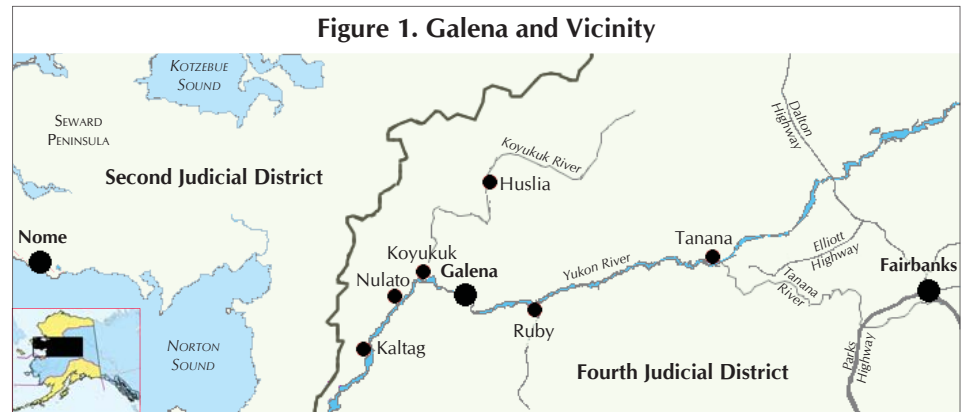 Figure 1. Galena and Vicinity
KOTZEBUE
SOUND
SEWARD
PENINSULA
Dalton
Highway
Koyukuk River
Second Judicial District
Huslia
Nome
Koyukuk
Galena
Nulato
Yukon River
Tanana
Elliott
Highway
Tanana
River
Fairbanks
Ruby
NORTON
SOUND
Kaltag
Parks
Highway
Fourth Judicial District